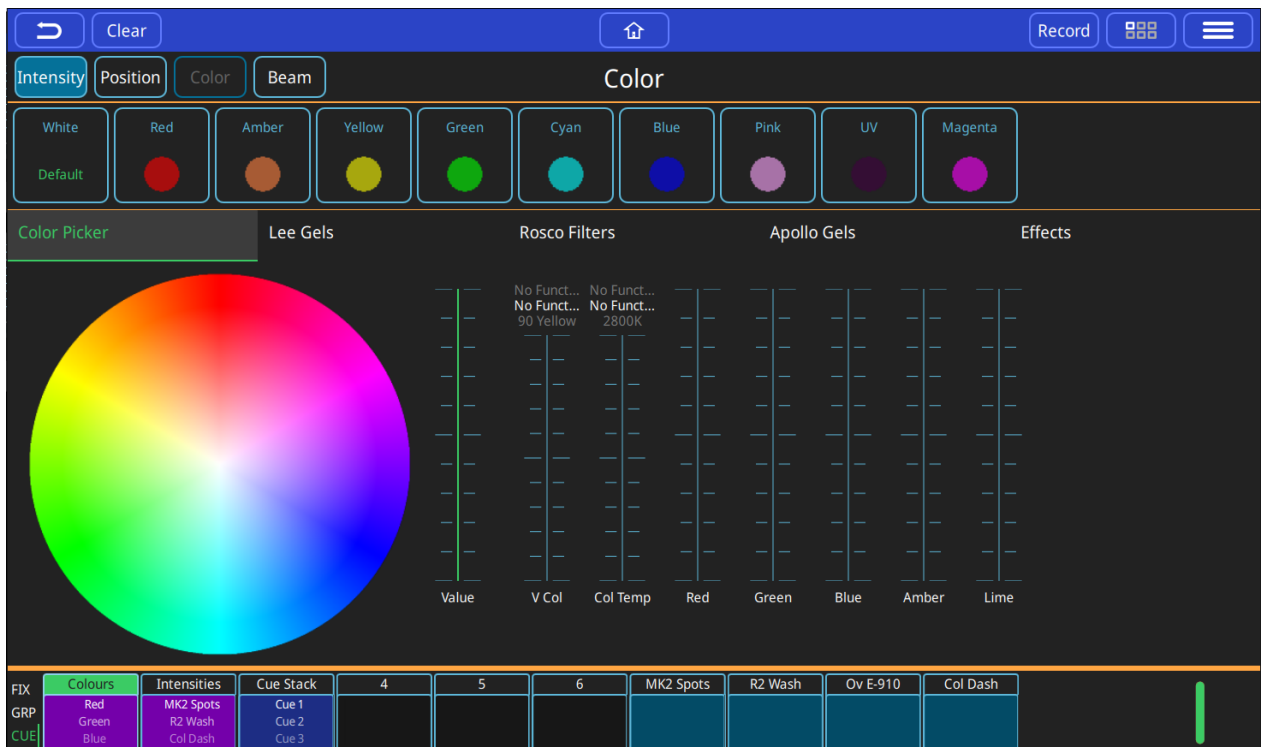 Clear Record
Intensity Position Color Beam Color
White Red Amber Yellow Green Cyan Blue Pink UV Magenta
Default
Color Picker Lee Gels Rosco Filters Apollo Gels Effects
No Funct... No Funct...
No Funct... No Funct...
90 Yellow 2800K
Value V Col Col Temp Red Green Blue Amber Lime
FIX Colours Intensities Cue Stack 4 5 6 MK2 Spots R2 Wash Ov E-910 Col Dash
Red MK2 Spots Cue 1
GRP Green R2 Wash Cue 2
CUE Blue Col Dash Cue 3